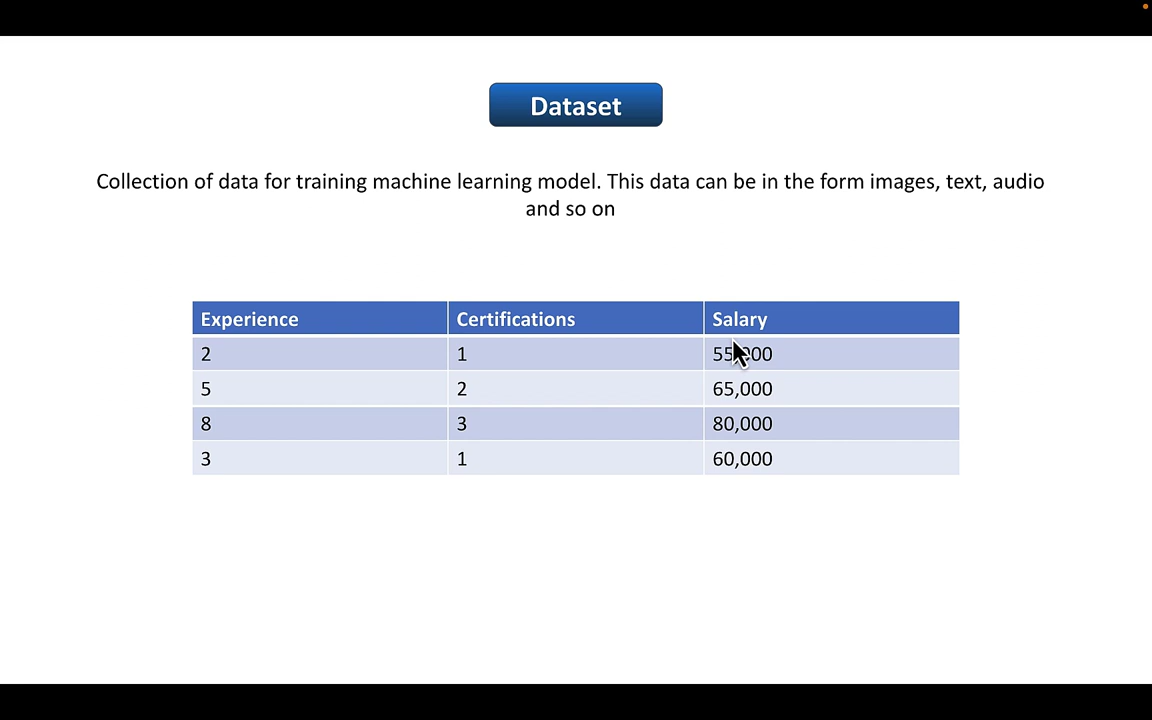 Dataset
Collection of data for training machine learning model. This data can be in the form images, text, audio
and so on
Experience Certifications Salary
2 1 55,000
5 2 65,000
8 3 80,000
3 1 60,000